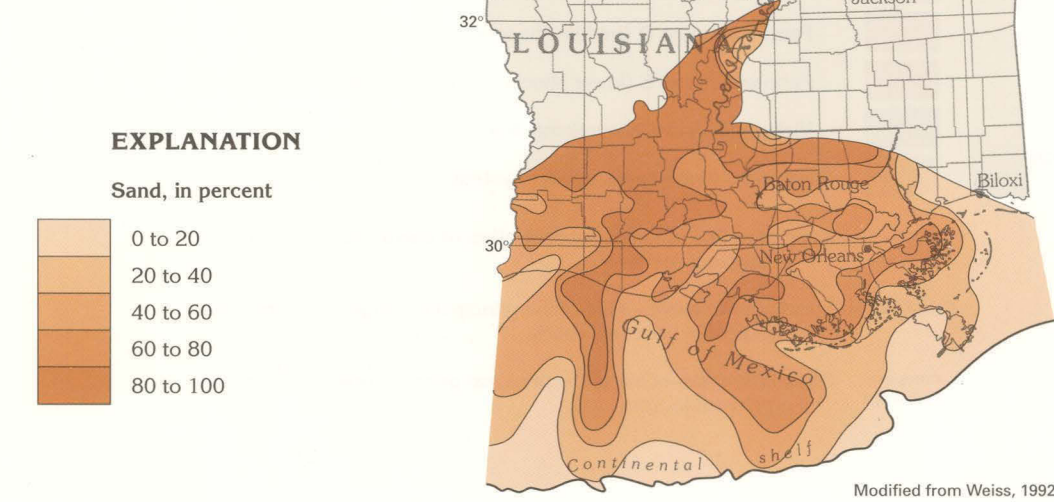 Jackson
32°
LOUISIANA
EXPLANATION
Sand, in percent
Baton Rouge
Biloxi
0 to 20
30°
New Orleans
20 to 40
40 to 60
Gulf of Mexico
60 to 80
80 to 100
Continental shelf
Modified from Weiss, 1992